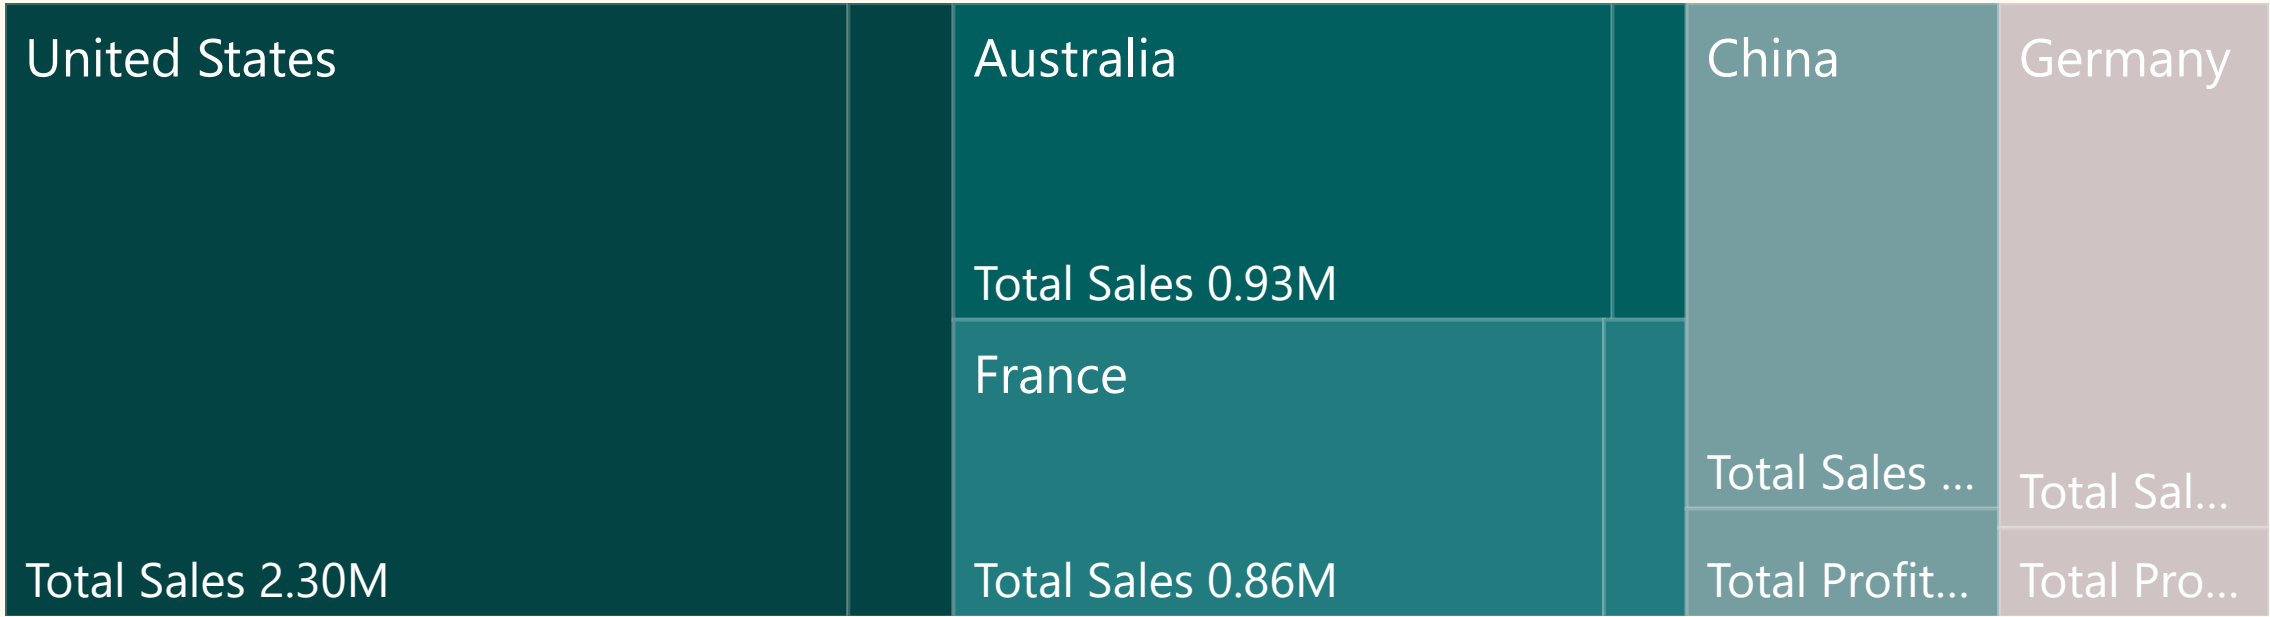 United States
Total Sales 2.30M
Australia
Total Sales 0.93M
France
Total Sales 0.86M
China
Total Sales ...
Total Profit...
Germany
Total Sal...
Total Pro...